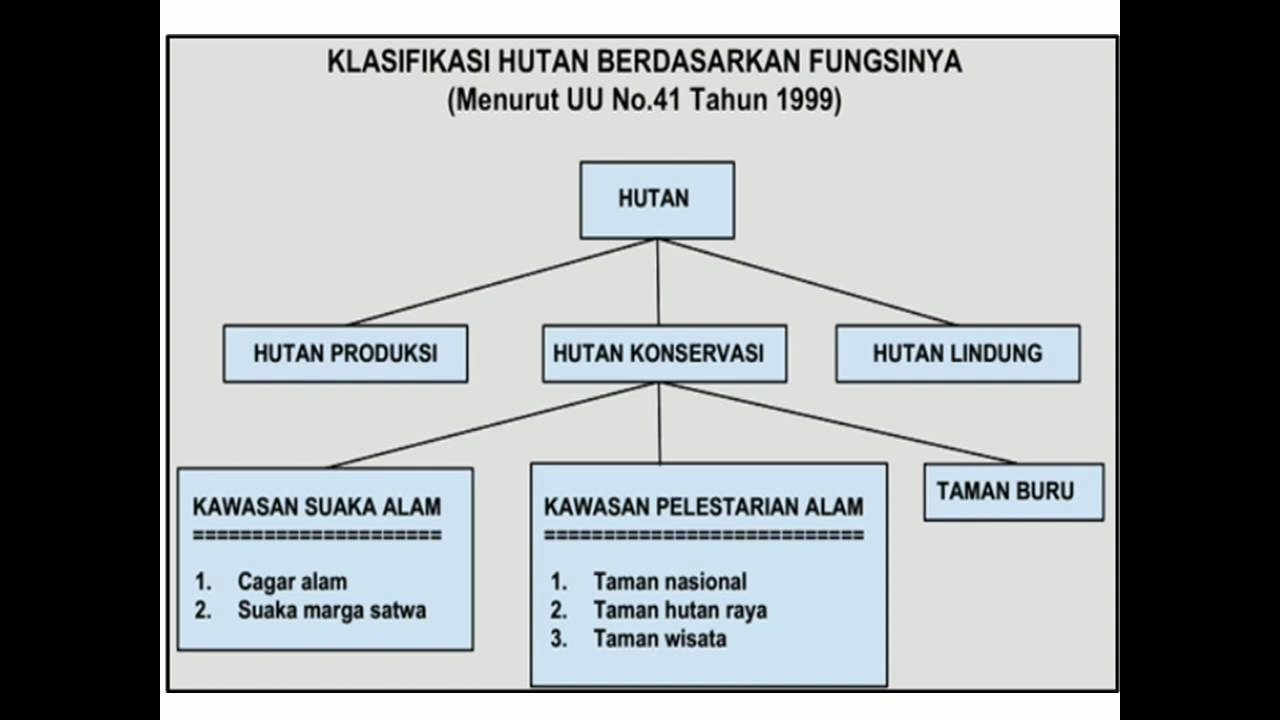 KLASIFIKASI HUTAN BERDASARKAN FUNGSINYA
(Menurut UU No.41 Tahun 1999)
HUTAN
HUTAN PRODUKSI
HUTAN KONSERVASI
HUTAN LINDUNG
KAWASAN SUAKA ALAM
=====================
1. Cagar alam
2. Suaka marga satwa
KAWASAN PELESTARIAN ALAM
===========================
1. Taman nasional
2. Taman hutan raya
3. Taman wisata
TAMAN BURU